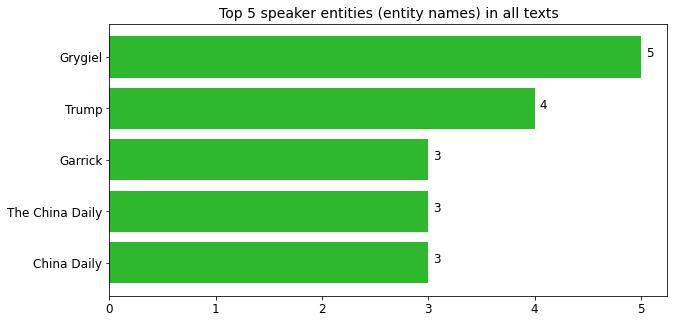 Top 5 speaker entities (entity names) in all texts
Grygiel
5
Trump
4
Garrick
3
The China Daily
3
China Daily
3
0 1 2 3 4 5